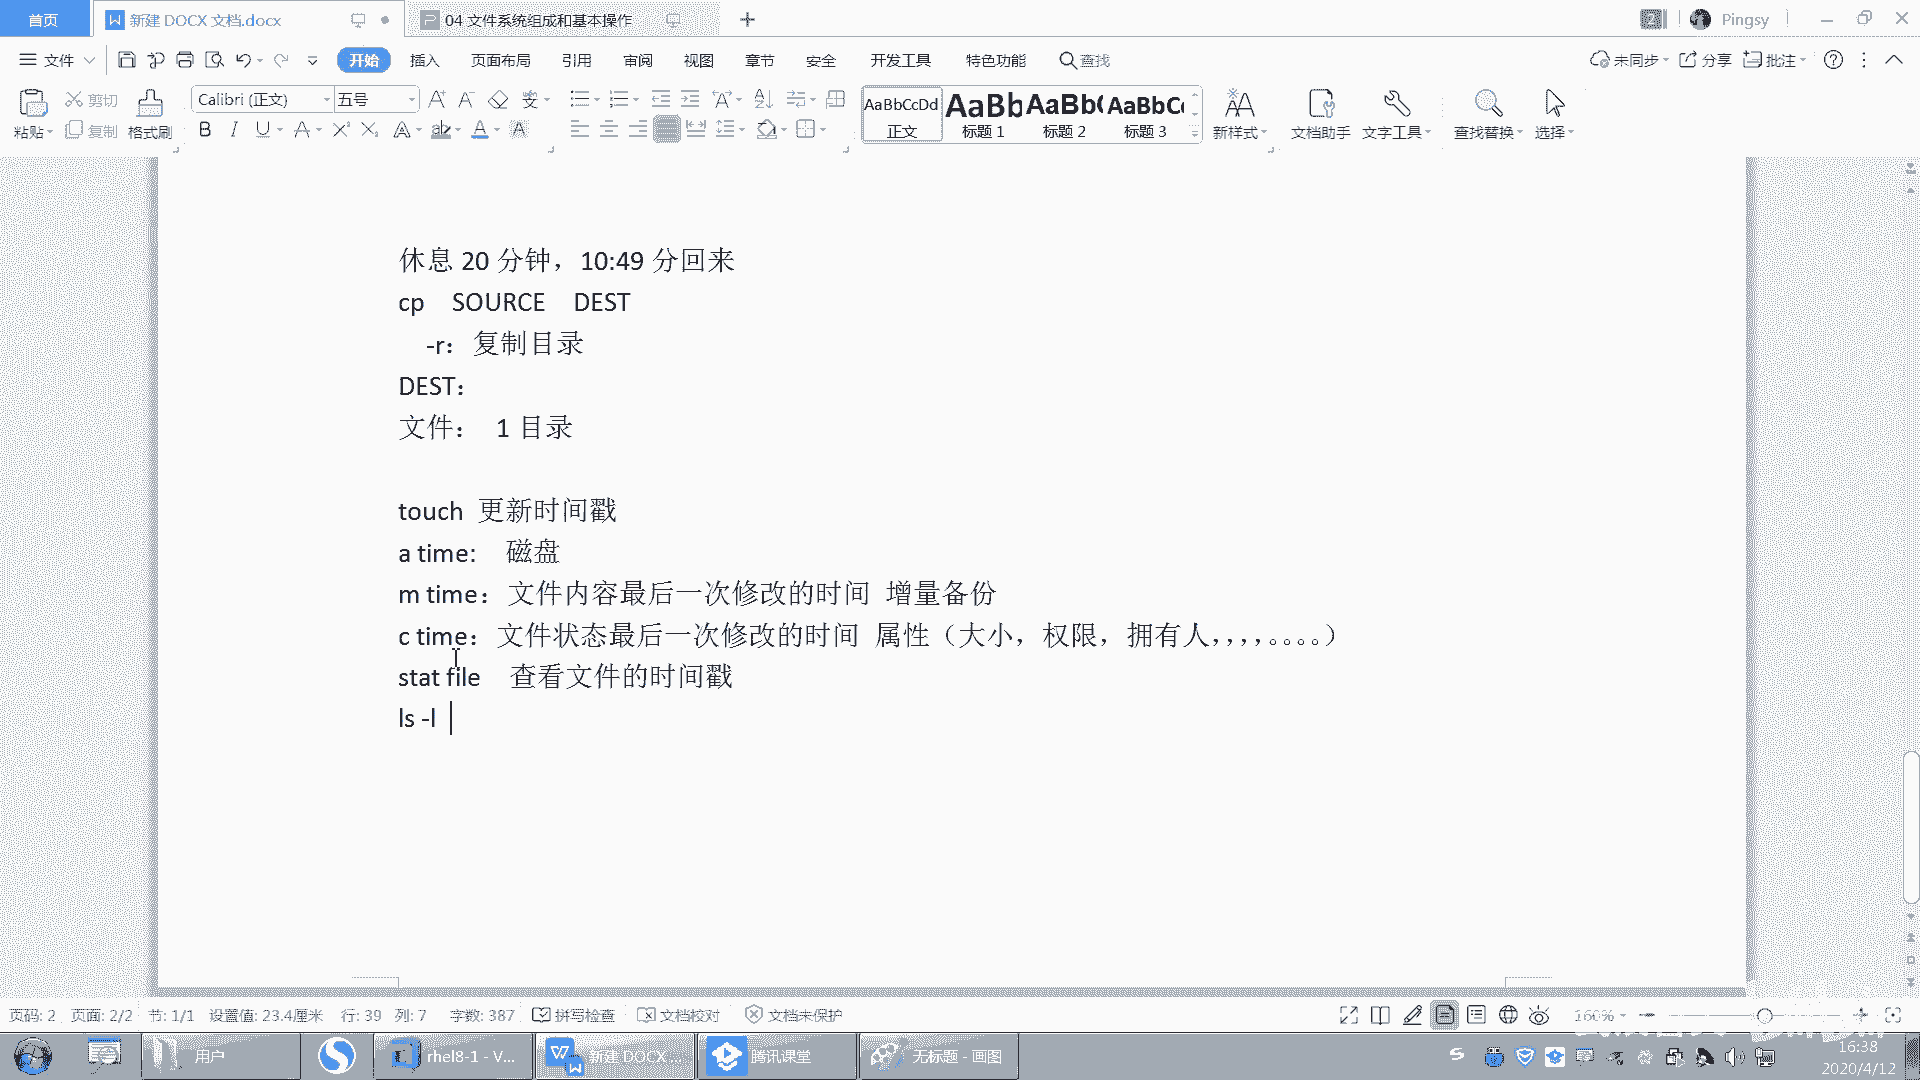 首页
新建 DOCX 文档.docx
04 文件系统组成和基本操作
Pingsy
文件
开始
插入
页面布局
引用
审阅
视图
章节
安全
开发工具
特色功能
查找
未同步
分享
批注
粘贴
剪切
复制
格式刷
Calibri (正文)
五号
AaBbCcDd
正文
AaBb
标题 1
AaBb(
标题 2
AaBbC
标题 3
新样式
文档助手
文字工具
查找替换
选择
休息 20 分钟，10:49 分回来
cp SOURCE DEST
-r：复制目录
DEST：
文件： 1 目录
touch 更新时间戳
a time: 磁盘
m time：文件内容最后一次修改的时间 增量备份
c time：文件状态最后一次修改的时间 属性（大小，权限，拥有人，，，，。。。。）
stat file 查看文件的时间戳
ls -l
页码: 2 页面: 2/2 节: 1/1 设置值: 23.4厘米 行: 39 列: 7 字数: 387 拼写检查 文档校对 文档未保护
160%
用户
rhel8-1 - V...
新建 DOCX ...
腾讯课堂
无标题 - 画图
16:38
2020/4/12